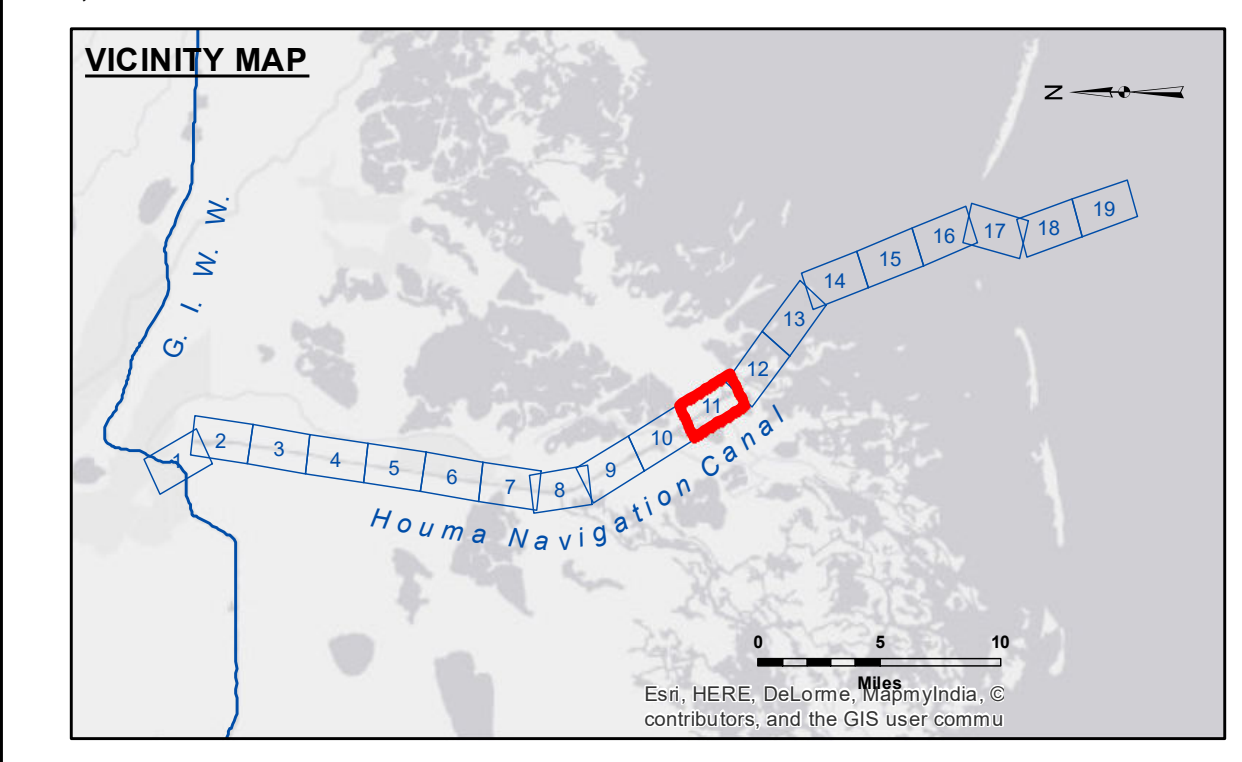 VICINITY MAP
N
G. I. W. W.
1
2
3
4
5
6
7
8
9
10
11
12
13
14
15
16
17
18
19
Houma Navigation Canal
0 5 10
Miles
Esri, HERE, DeLorme, MapmyIndia, ©
contributors, and the GIS user commu